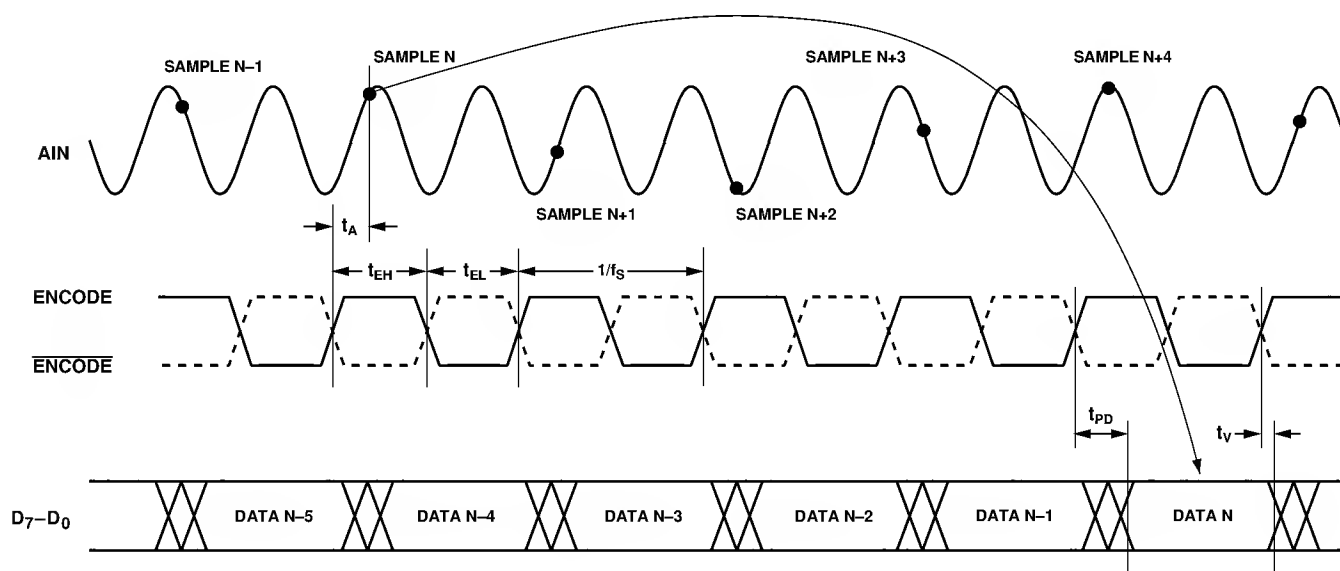 SAMPLE N–1
SAMPLE N
SAMPLE N+3
SAMPLE N+4
AIN
SAMPLE N+1
SAMPLE N+2
tA
tEH
tEL
1/fS
ENCODE
ENCODE
tPD
tV
D7–D0
DATA N–5
DATA N–4
DATA N–3
DATA N–2
DATA N–1
DATA N